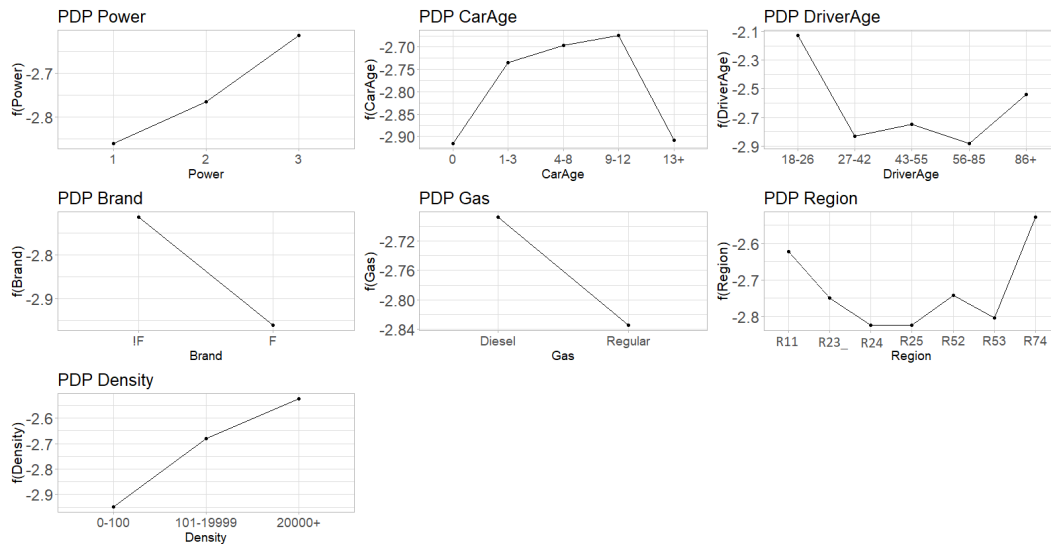 PDP Power
f(Power)
-2.7
-2.8
1 2 3
Power
PDP CarAge
f(CarAge)
-2.70
-2.75
-2.80
-2.85
-2.90
0 1-3 4-8 9-12 13+
CarAge
PDP DriverAge
f(DriverAge)
-2.1
-2.3
-2.5
-2.7
-2.9
18-26 27-42 43-55 56-85 86+
DriverAge
PDP Brand
f(Brand)
-2.8
-2.9
!F F
Brand
PDP Gas
f(Gas)
-2.72
-2.76
-2.80
-2.84
Diesel Regular
Gas
PDP Region
f(Region)
-2.6
-2.7
-2.8
R11 R23_ R24 R25 R52 R53 R74
Region
PDP Density
f(Density)
-2.6
-2.7
-2.8
-2.9
0-100 101-19999 20000+
Density